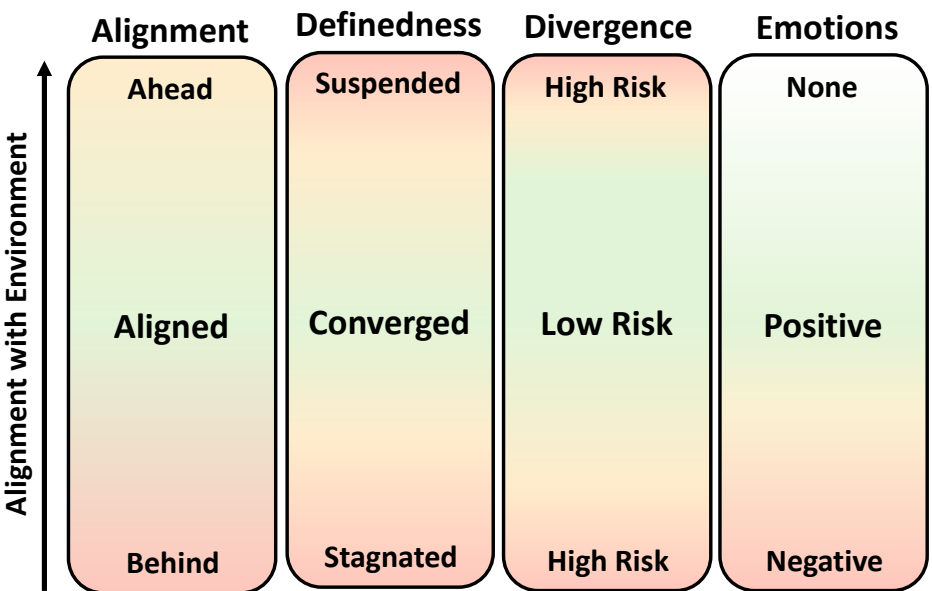 Alignment
Definedness
Divergence
Emotions
Alignment with Environment
Ahead
Suspended
High Risk
None
Aligned
Converged
Low Risk
Positive
Behind
Stagnated
High Risk
Negative